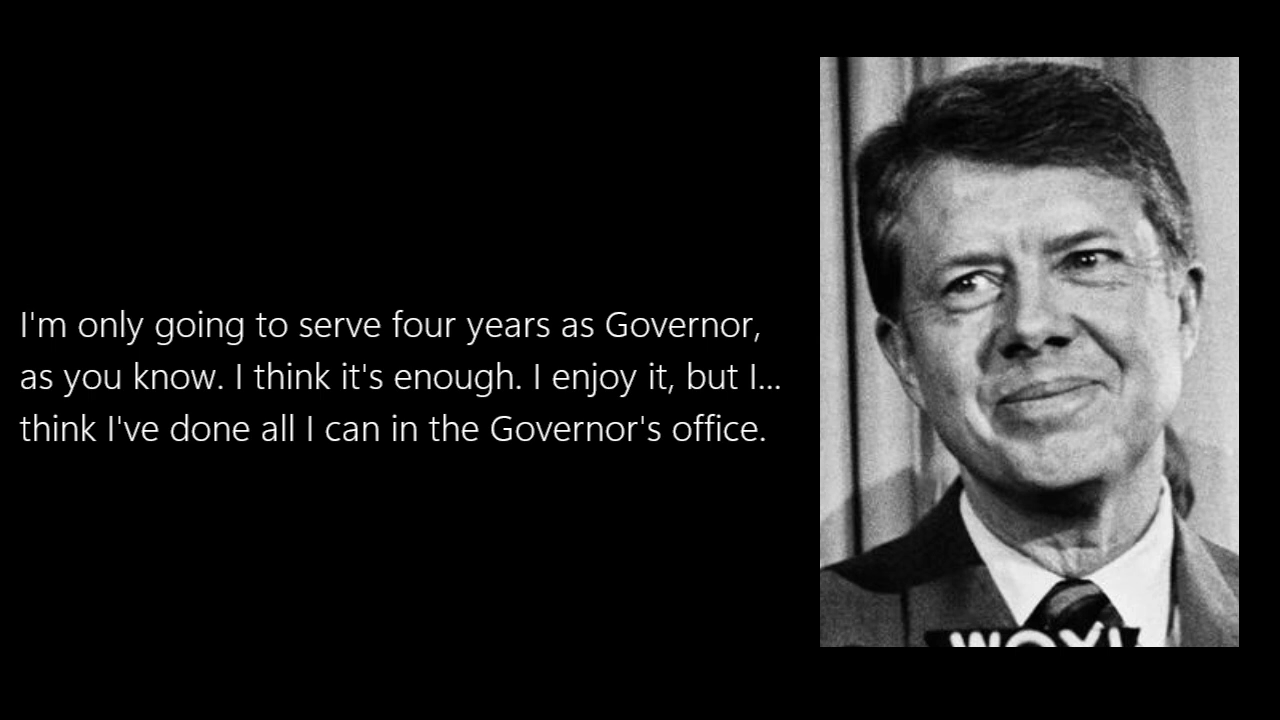 I'm only going to serve four years as Governor,
as you know. I think it's enough. I enjoy it, but I...
think I've done all I can in the Governor's office.